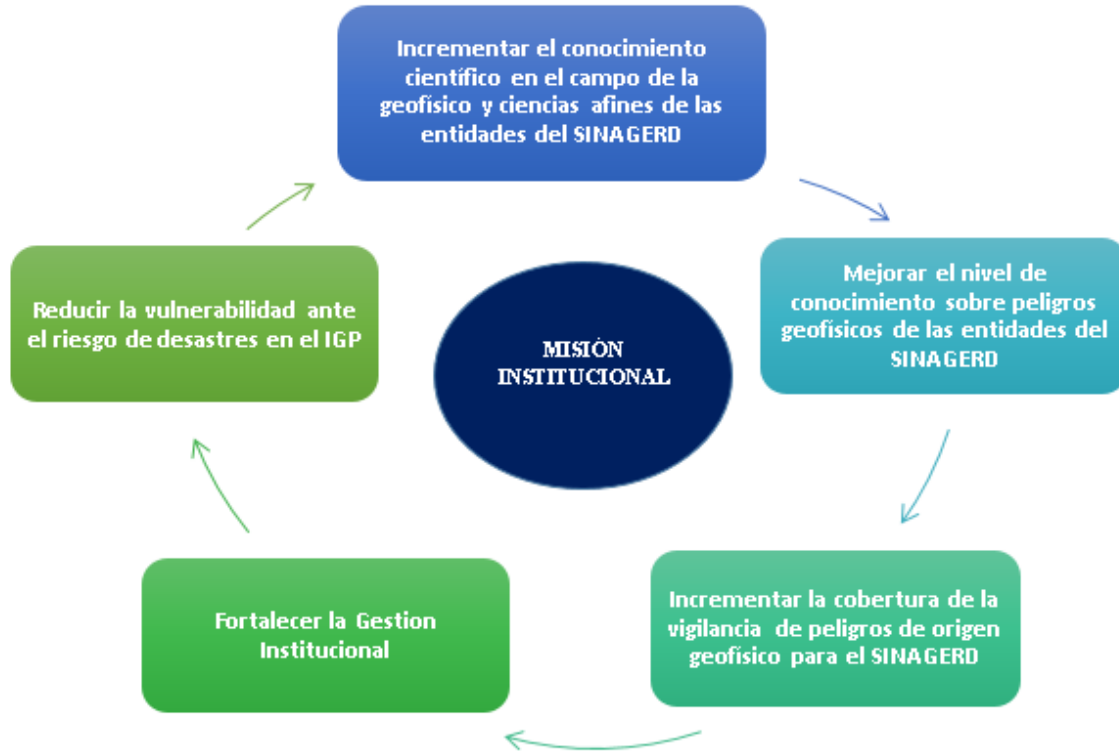 Incrementar el conocimiento
científico en el campo de la
geofísico y ciencias afines de las
entidades del SINAGERD
Mejorar el nivel de
conocimiento sobre peligros
geofísicos de las entidades del
SINAGERD
Incrementar la cobertura de la
vigilancia de peligros de origen
geofísico para el SINAGERD
Fortalecer la Gestion
Institucional
Reducir la vulnerabilidad ante
el riesgo de desastres en el IGP
MISIÓN
INSTITUCIONAL